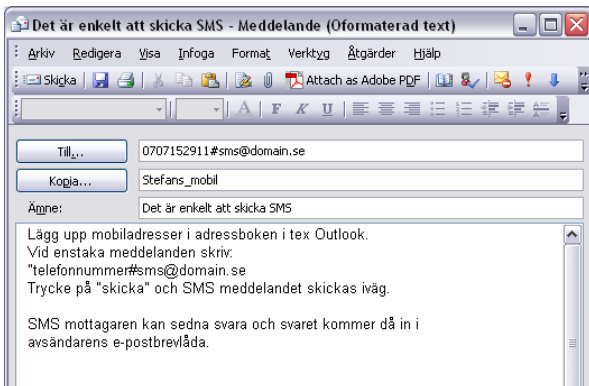 Det är enkelt att skicka SMS - Meddelande (Oformaterad text)
Arkiv Redigera Visa Infoga Format Verktyg Åtgärder Hjälp
Skicka Attach as Adobe PDF
A F K U
Till... 0707152911#sms@domain.se
Kopia... Stefans_mobil
Ämne: Det är enkelt att skicka SMS
Lägg upp mobiladresser i adressboken i tex Outlook.
Vid enstaka meddelanden skriv:
"telefonnummer#sms@domain.se
Trycke på "skicka" och SMS meddelandet skickas iväg.
SMS mottagaren kan sedna svara och svaret kommer då in i
avsändarens e-postbrevlåda.